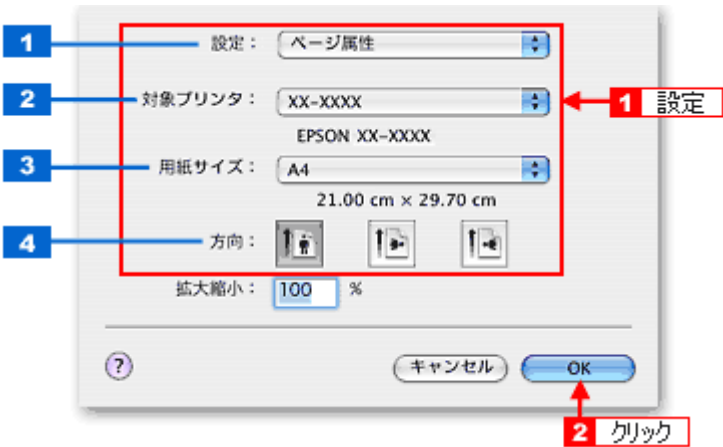 1 設定： ページ属性
2 対象プリンタ： XX-XXXX 1 設定
EPSON XX-XXXX
3 用紙サイズ： A4
21.00 cm × 29.70 cm
4 方向：
拡大縮小： 100 %
? キャンセル OK
2 クリック